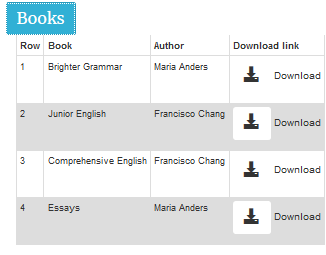 Books
Row Book Author Download link
1 Brighter Grammar Maria Anders Download
2 Junior English Francisco Chang Download
3 Comprehensive English Francisco Chang Download
4 Essays Maria Anders Download